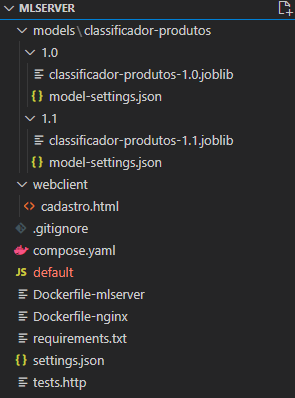 MLSERVER
models\classificador-produtos
1.0
classificador-produtos-1.0.joblib
{} model-settings.json
1.1
classificador-produtos-1.1.joblib
{} model-settings.json
webclient
<> cadastro.html
.gitignore
compose.yaml
JS default
Dockerfile-mlserver
Dockerfile-nginx
requirements.txt
{} settings.json
tests.http